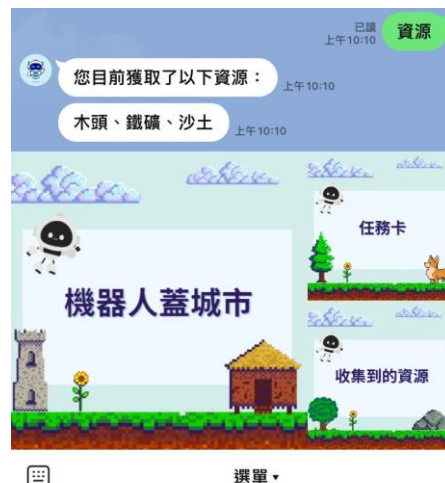 已讀
上午10:10
資源
您目前獲取了以下資源：
上午10:10
木頭、鐵礦、沙土
上午10:10
機器人蓋城市
任務卡
收集到的資源
選單▾